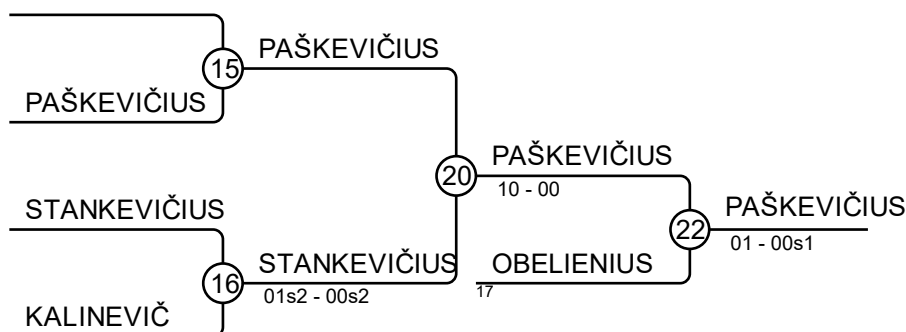 PAŠKEVIČIUS
15
PAŠKEVIČIUS
PAŠKEVIČIUS
20
10 - 00
STANKEVIČIUS
PAŠKEVIČIUS
22
01 - 00s1
STANKEVIČIUS
OBELIENIUS
16
01s2 - 00s2
17
KALINEVIČ